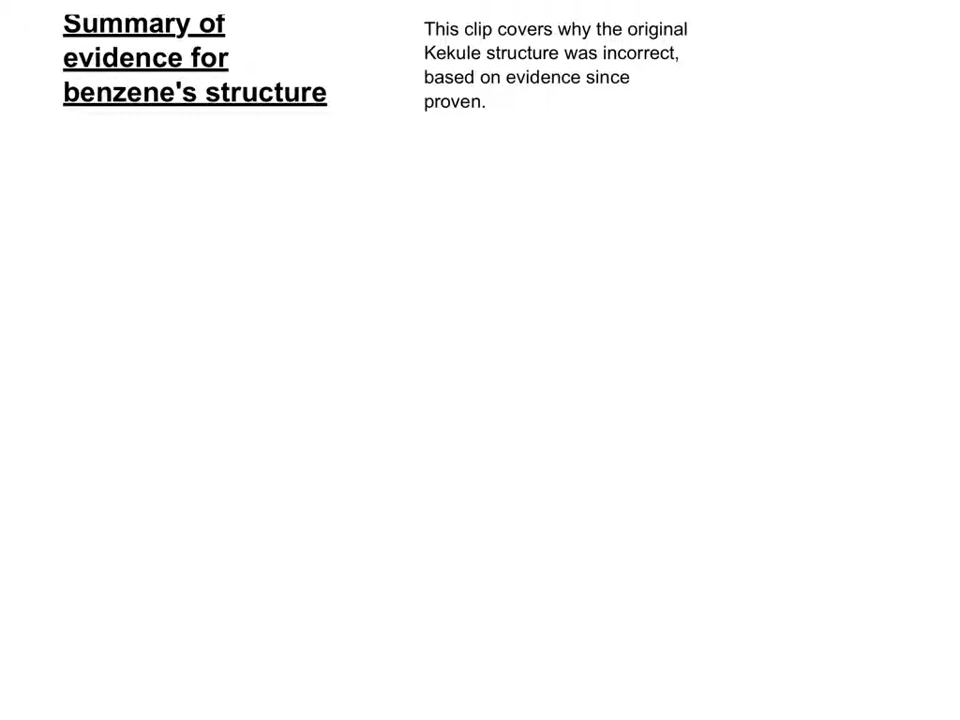 Summary of
evidence for
benzene's structure
This clip covers why the original
Kekule structure was incorrect,
based on evidence since
proven.